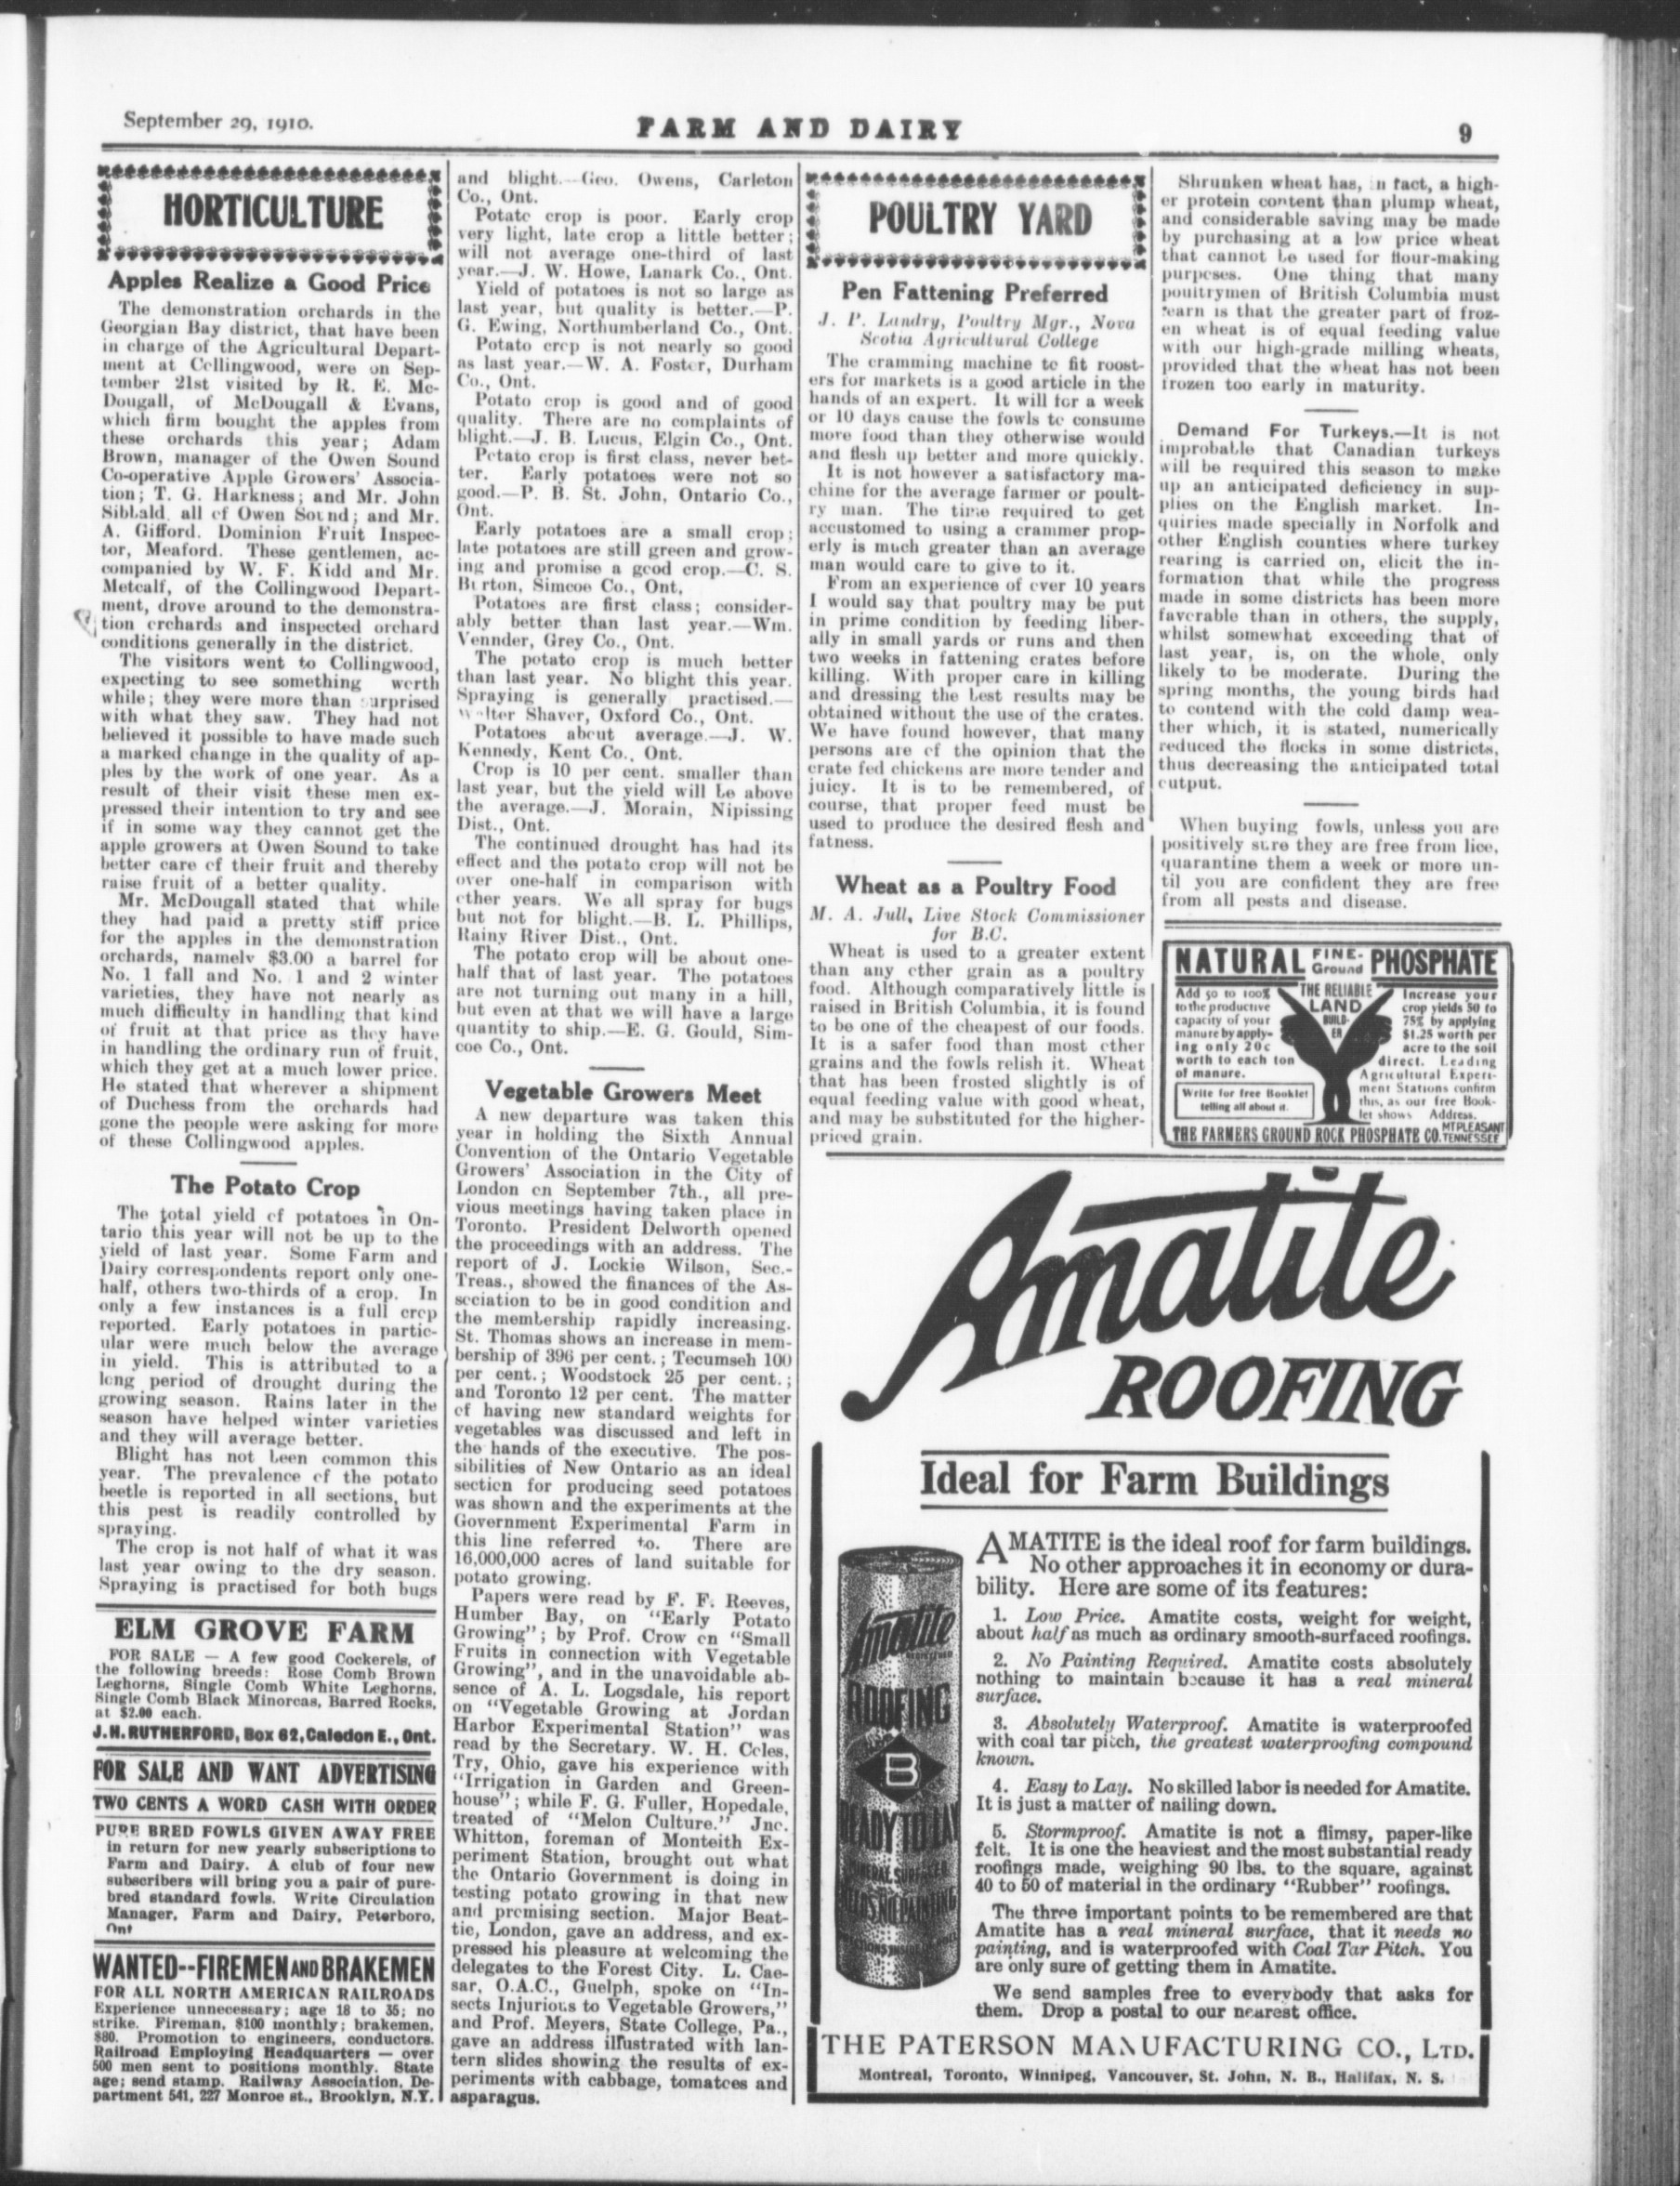 September 29, 1910.
FARM AND DAIRY
9
HORTICULTURE
Apples Realize a Good Price
The demonstration orchards in the
Georgian Bay district, that have been
in charge of the Agricultural Depart-
ment at Collingwood, were on Sep-
tember 21st visited by R. E. Mc-
Dougall, of McDougall & Evans,
which firm bought the apples from
these orchards this year; Adam
Brown, manager of the Owen Sound
Co-operative Apple Growers' Associa-
tion; T. G. Harkness; and Mr. John
Sibbald, all of Owen Sound; and Mr.
A. Gifford, Dominion Fruit Inspec-
tor, Meaford. These gentlemen, ac-
companied by W. F. Kidd and Mr.
Metcalf, of the Collingwood Depart-
ment, drove around to the demonstra-
tion orchards and inspected orchard
conditions generally in the district.
The visitors went to Collingwood,
expecting to see something worth
while; they were more than surprised
with what they saw. They had not
believed it possible to have made such
a marked change in the quality of ap-
ples by the work of one year. As a
result of their visit these men ex-
pressed their intention to try and see
if in some way they cannot get the
apple growers at Owen Sound to take
better care of their fruit and thereby
raise fruit of a better quality.
Mr. McDougall stated that while
they had paid a pretty stiff price
for the apples in the demonstration
orchards, namely $3.00 a barrel for
No. 1 fall and No. 1 and 2 winter
varieties, they have not nearly as
much difficulty in handling that kind
of fruit at that price as they have
in handling the ordinary run of fruit,
which they get at a much lower price.
He stated that wherever a shipment
of Duchess from the orchards had
gone the people were asking for more
of these Collingwood apples.
The Potato Crop
The total yield of potatoes in On-
tario this year will not be up to the
yield of last year. Some Farm and
Dairy correspondents report only one-
half, others two-thirds of a crop. In
only a few instances is a full crop
reported. Early potatoes in partic-
ular were much below the average
in yield. This is attributed to a
long period of drought during the
growing season. Rains later in the
season have helped winter varieties
and they will average better.
Blight has not been common this
year. The prevalence of the potato
beetle is reported in all sections, but
this pest is readily controlled by
spraying.
The crop is not half of what it was
last year owing to the dry season.
Spraying is practised for both bugs
ELM GROVE FARM
FOR SALE — A few good Cockerels, of
the following breeds: Rose Comb Brown
Leghorns, Single Comb White Leghorns,
Single Comb Black Minorcas, Barred Rocks,
at $2.00 each.
J.H. RUTHERFORD, Box 62, Caledon E., Ont.
FOR SALE AND WANT ADVERTISING
TWO CENTS A WORD CASH WITH ORDER
PURE BRED FOWLS GIVEN AWAY FREE
in return for new yearly subscriptions to
Farm and Dairy. A club of four new
subscribers will bring you a pair of pure-
bred standard fowls. Write Circulation
Manager, Farm and Dairy, Peterboro,
Ont
WANTED--FIREMEN AND BRAKEMEN
FOR ALL NORTH AMERICAN RAILROADS
Experience unnecessary; age 18 to 35; no
strike. Fireman, $100 monthly; brakemen,
$80. Promotion to engineers, conductors.
Railroad Employing Headquarters — over
500 men sent to positions monthly. State
age; send stamp. Railway Association, De-
partment 541, 227 Monroe st., Brooklyn, N.Y.
and blight.—Geo. Owens, Carleton
Co., Ont.
Potato crop is poor. Early crop
very light, late crop a little better;
will not average one-third of last
year.—J. W. Howe, Lanark Co., Ont.
Yield of potatoes is not so large as
last year, but quality is better.—P.
G. Ewing, Northumberland Co., Ont.
Potato crop is not nearly so good
as last year.—W. A. Foster, Durham
Co., Ont.
Potato crop is good and of good
quality. There are no complaints of
blight.—J. B. Lucus, Elgin Co., Ont.
Potato crop is first class, never bet-
ter. Early potatoes were not so
good.—P. B. St. John, Ontario Co.,
Ont.
Early potatoes are a small crop;
late potatoes are still green and grow-
ing and promise a good crop.—C. S.
Burton, Simcoe Co., Ont.
Potatoes are first class; consider-
ably better than last year.—Wm.
Vennder, Grey Co., Ont.
The potato crop is much better
than last year. No blight this year.
Spraying is generally practised.—
Walter Shaver, Oxford Co., Ont.
Potatoes about average.—J. W.
Kennedy, Kent Co., Ont.
Crop is 10 per cent. smaller than
last year, but the yield will be above
the average.—J. Morain, Nipissing
Dist., Ont.
The continued drought has had its
effect and the potato crop will not be
over one-half in comparison with
other years. We all spray for bugs
but not for blight.—B. L. Phillips,
Rainy River Dist., Ont.
The potato crop will be about one-
half that of last year. The potatoes
are not turning out many in a hill,
but even at that we will have a large
quantity to ship.—E. G. Gould, Sim-
coe Co., Ont.
Vegetable Growers Meet
A new departure was taken this
year in holding the Sixth Annual
Convention of the Ontario Vegetable
Growers' Association in the City of
London on September 7th., all pre-
vious meetings having taken place in
Toronto. President Delworth opened
the proceedings with an address. The
report of J. Lockie Wilson, Sec.-
Treas., showed the finances of the As-
sociation to be in good condition and
the membership rapidly increasing.
St. Thomas shows an increase in mem-
bership of 396 per cent.; Tecumseh 100
per cent.; Woodstock 25 per cent.;
and Toronto 12 per cent. The matter
of having new standard weights for
vegetables was discussed and left in
the hands of the executive. The pos-
sibilities of New Ontario as an ideal
section for producing seed potatoes
was shown and the experiments at the
Government Experimental Farm in
this line referred to. There are
16,000,000 acres of land suitable for
potato growing.
Papers were read by F. F. Reeves,
Humber Bay, on "Early Potato
Growing"; by Prof. Crow on "Small
Fruits in connection with Vegetable
Growing", and in the unavoidable ab-
sence of A. L. Logsdale, his report
on "Vegetable Growing at Jordan
Harbor Experimental Station" was
read by the Secretary. W. H. Coles,
Try, Ohio, gave his experience with
"Irrigation in Garden and Green-
house"; while F. G. Fuller, Hopedale,
treated of "Melon Culture." Jno.
Whitton, foreman of Monteith Ex-
periment Station, brought out what
the Ontario Government is doing in
testing potato growing in that new
and promising section. Major Beat-
tie, London, gave an address, and ex-
pressed his pleasure at welcoming the
delegates to the Forest City. L. Cae-
sar, O.A.C., Guelph, spoke on "In-
sects Injurious to Vegetable Growers,"
and Prof. Meyers, State College, Pa.,
gave an address illustrated with lan-
tern slides showing the results of ex-
periments with cabbage, tomatoes and
asparagus.
POULTRY YARD
Pen Fattening Preferred
J. P. Landry, Poultry Mgr., Nova
Scotia Agricultural College
The cramming machine to fit roost-
ers for markets is a good article in the
hands of an expert. It will for a week
or 10 days cause the fowls to consume
more food than they otherwise would
and flesh up better and more quickly.
It is not however a satisfactory ma-
chine for the average farmer or poult-
ry man. The time required to get
accustomed to using a crammer prop-
erly is much greater than an average
man would care to give to it.
From an experience of over 10 years
I would say that poultry may be put
in prime condition by feeding liber-
ally in small yards or runs and then
two weeks in fattening crates before
killing. With proper care in killing
and dressing the best results may be
obtained without the use of the crates.
We have found however, that many
persons are of the opinion that the
crate fed chickens are more tender and
juicy. It is to be remembered, of
course, that proper feed must be
used to produce the desired flesh and
fatness.
Wheat as a Poultry Food
M. A. Jull, Live Stock Commissioner
for B.C.
Wheat is used to a greater extent
than any other grain as a poultry
food. Although comparatively little is
raised in British Columbia, it is found
to be one of the cheapest of our foods.
It is a safer food than most other
grains and the fowls relish it. Wheat
that has been frosted slightly is of
equal feeding value with good wheat,
and may be substituted for the higher-
priced grain.
Shrunken wheat has, in fact, a high-
er protein content than plump wheat,
and considerable saving may be made
by purchasing at a low price wheat
that cannot be used for flour-making
purposes. One thing that many
poultrymen of British Columbia must
learn is that the greater part of froz-
en wheat is of equal feeding value
with our high-grade milling wheats,
provided that the wheat has not been
frozen too early in maturity.
Demand For Turkeys.—It is not
improbable that Canadian turkeys
will be required this season to make
up an anticipated deficiency in sup-
plies on the English market. In-
quiries made specially in Norfolk and
other English counties where turkey
rearing is carried on, elicit the in-
formation that while the progress
made in some districts has been more
favorable than in others, the supply,
whilst somewhat exceeding that of
last year, is, on the whole, only
likely to be moderate. During the
spring months, the young birds had
to contend with the cold damp wea-
ther which, it is stated, numerically
reduced the flocks in some districts,
thus decreasing the anticipated total
output.
When buying fowls, unless you are
positively sure they are free from lice,
quarantine them a week or more un-
til you are confident they are free
from all pests and disease.
NATURAL FINE-Ground PHOSPHATE
Add 50 to 100%
to the productive
capacity of your
manure by apply-
ing only 20c
worth to each ton
of manure.
Write for free Booklet
telling all about it.
THE RELIABLE
LAND
BUILD-
ER
Increase your
crop yields 50 to
75% by applying
$1.25 worth per
acre to the soil
direct. Leading
Agricultural Experi-
ment Stations confirm
this, as our free Book-
let shows Address.
THE FARMERS GROUND ROCK PHOSPHATE CO. MT PLEASANT TENNESSEE
Amatite
ROOFING
Ideal for Farm Buildings
AMATITE is the ideal roof for farm buildings.
No other approaches it in economy or dura-
bility. Here are some of its features:
1. Low Price. Amatite costs, weight for weight,
about half as much as ordinary smooth-surfaced roofings.
2. No Painting Required. Amatite costs absolutely
nothing to maintain because it has a real mineral
surface.
3. Absolutely Waterproof. Amatite is waterproofed
with coal tar pitch, the greatest waterproofing compound
known.
4. Easy to Lay. No skilled labor is needed for Amatite.
It is just a matter of nailing down.
5. Stormproof. Amatite is not a flimsy, paper-like
felt. It is one the heaviest and the most substantial ready
roofings made, weighing 90 lbs. to the square, against
40 to 50 of material in the ordinary "Rubber" roofings.
The three important points to be remembered are that
Amatite has a real mineral surface, that it needs no
painting, and is waterproofed with Coal Tar Pitch. You
are only sure of getting them in Amatite.
We send samples free to everybody that asks for
them. Drop a postal to our nearest office.
Amatite
REGISTERED
ROOFING
B
READY TO LAY
MINERAL SURFACED
NEEDS NO PAINTING
THE PATERSON MANUFACTURING CO., LTD.
Montreal, Toronto, Winnipeg, Vancouver, St. John, N. B., Halifax, N. S.